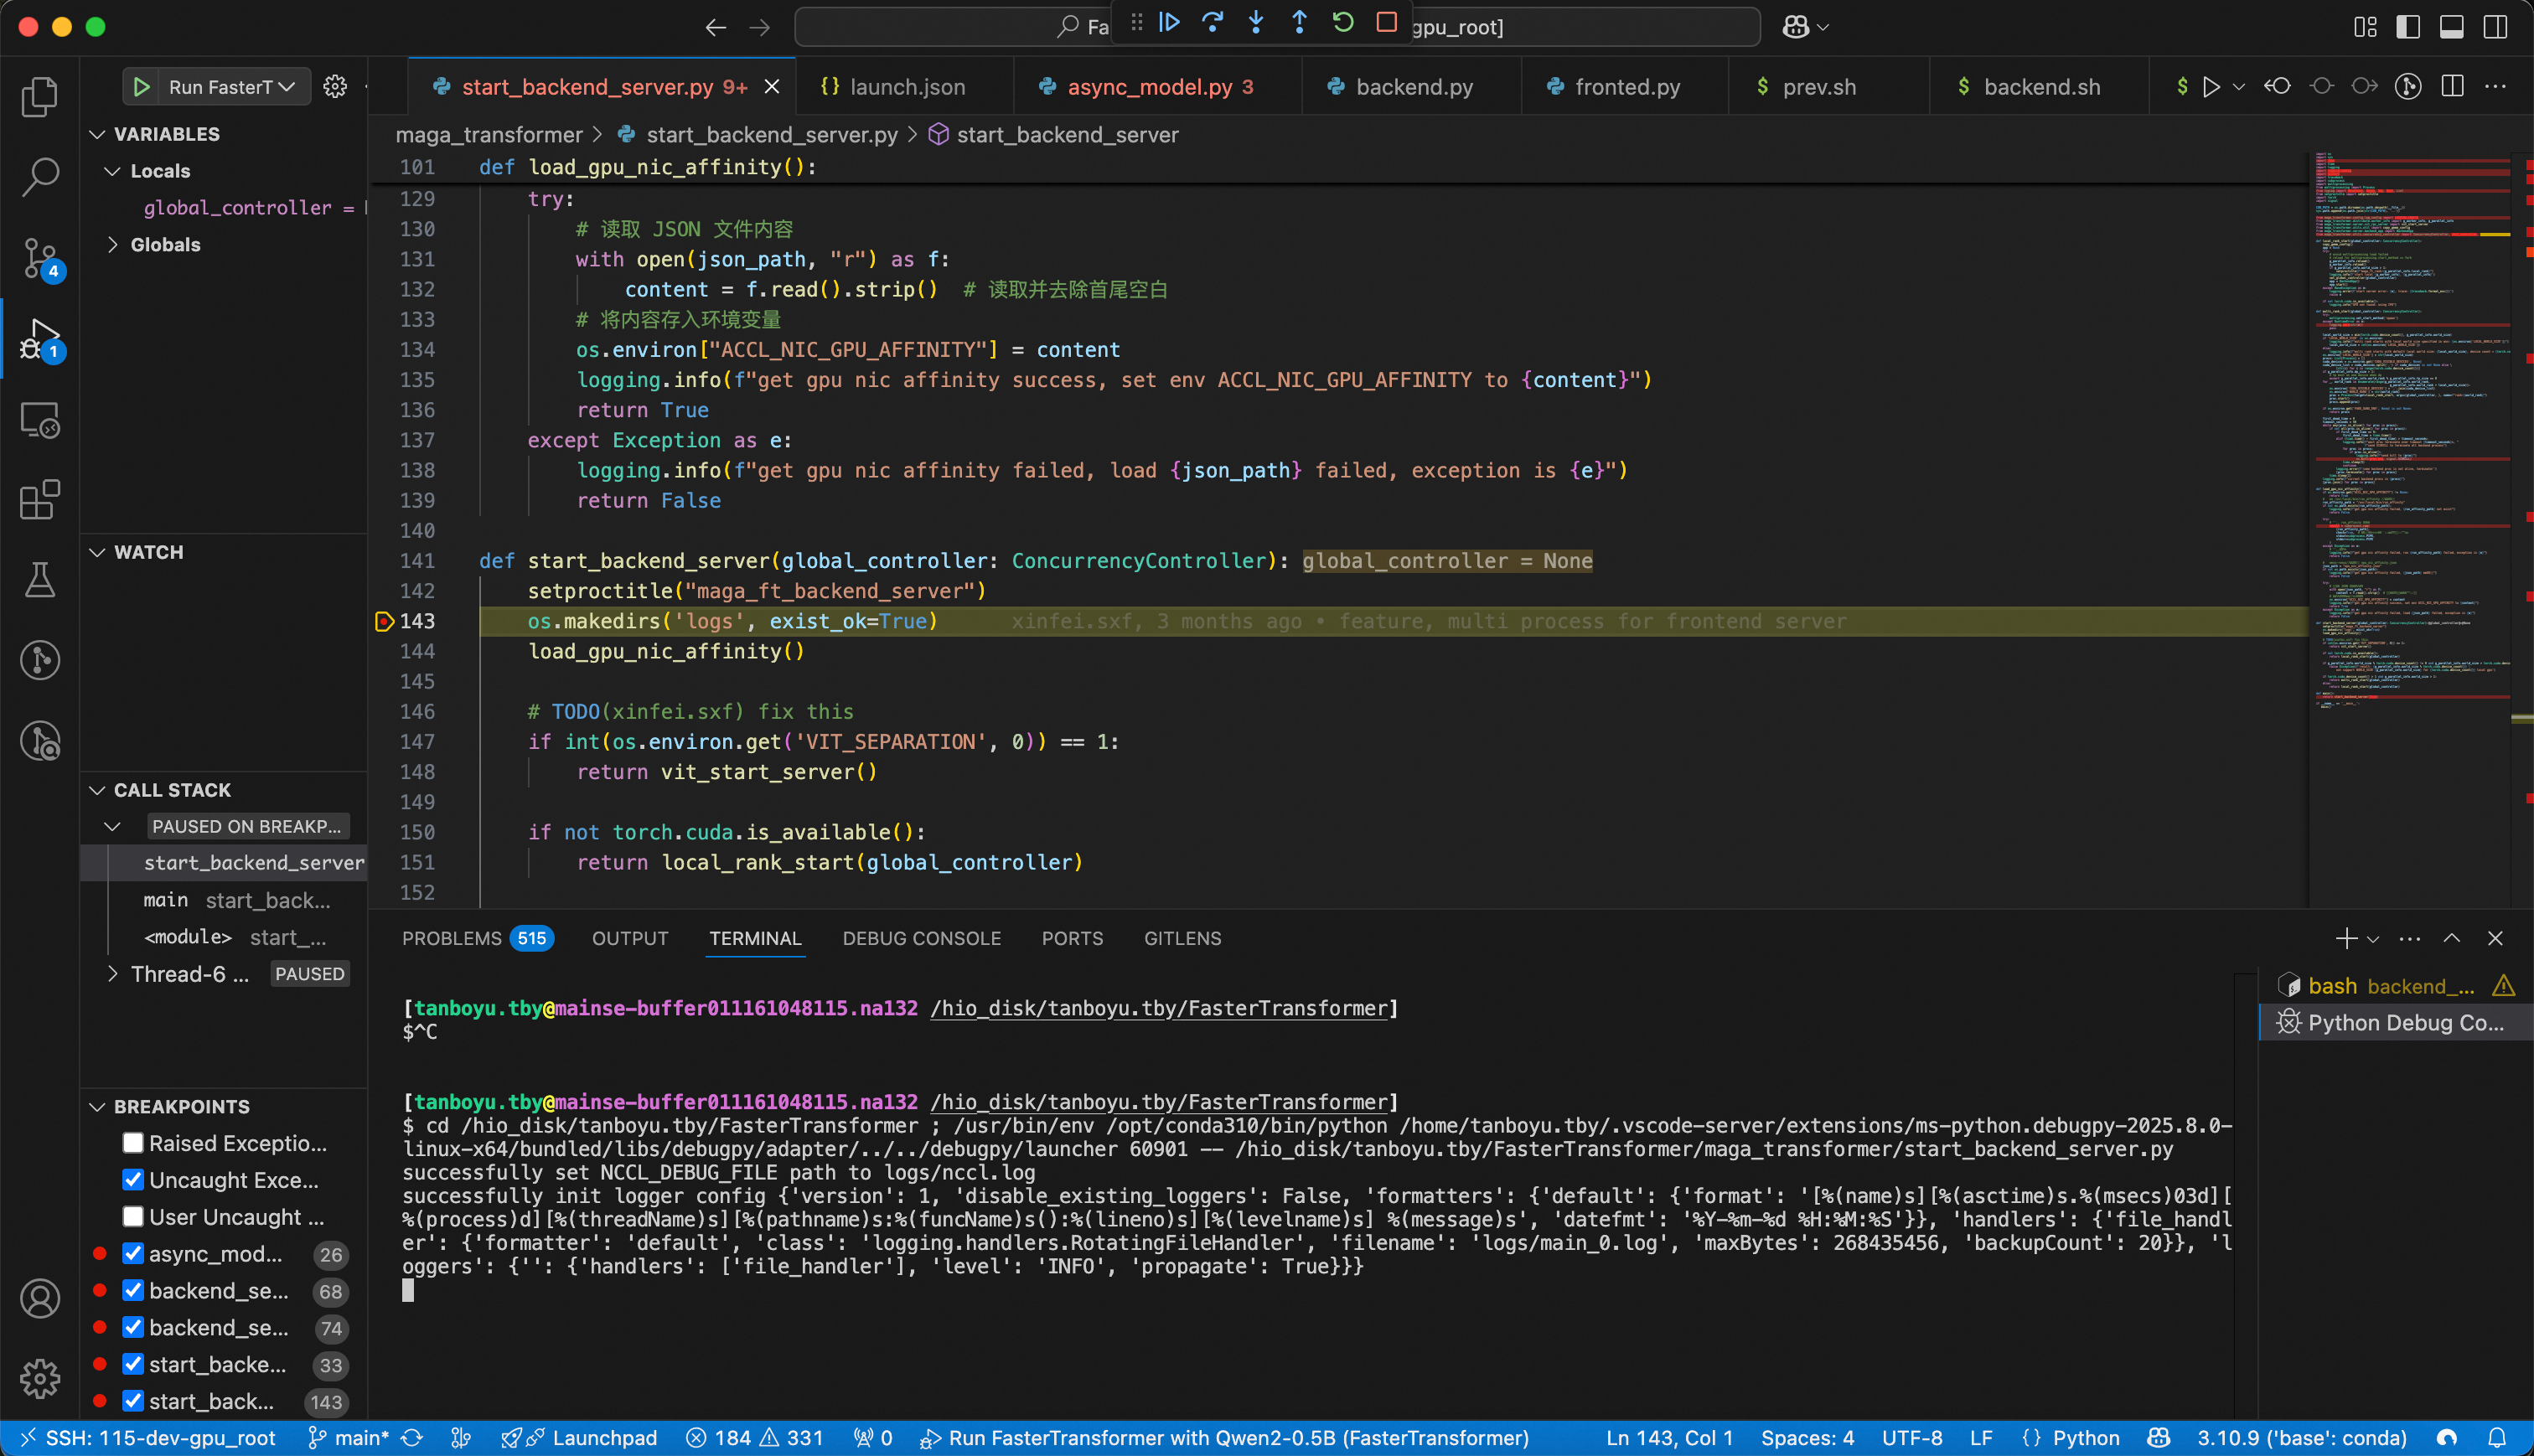 Fa
gpu_root]
Run FasterT
start_backend_server.py 9+
launch.json
async_model.py 3
backend.py
fronted.py
prev.sh
backend.sh
VARIABLES
Locals
global_controller =
Globals
WATCH
CALL STACK
PAUSED ON BREAKP...
start_backend_server
main start_back...
<module> start_...
Thread-6 ... PAUSED
BREAKPOINTS
Raised Exceptio...
Uncaught Exce...
User Uncaught ...
async_mod... 26
backend_se... 68
backend_se... 74
start_backe... 33
start_back... 143
4
1
maga_transformer > start_backend_server.py > start_backend_server
101 def load_gpu_nic_affinity():
129 try:
130 # 读取 JSON 文件内容
131 with open(json_path, "r") as f:
132 content = f.read().strip() # 读取并去除首尾空白
133 # 将内容存入环境变量
134 os.environ["ACCL_NIC_GPU_AFFINITY"] = content
135 logging.info(f"get gpu nic affinity success, set env ACCL_NIC_GPU_AFFINITY to {content}")
136 return True
137 except Exception as e:
138 logging.info(f"get gpu nic affinity failed, load {json_path} failed, exception is {e}")
139 return False
140
141 def start_backend_server(global_controller: ConcurrencyController): global_controller = None
142 setproctitle("maga_ft_backend_server")
143 os.makedirs('logs', exist_ok=True) xinfei.sxf, 3 months ago • feature, multi process for frontend server
144 load_gpu_nic_affinity()
145
146 # TODO(xinfei.sxf) fix this
147 if int(os.environ.get('VIT_SEPARATION', 0)) == 1:
148 return vit_start_server()
149
150 if not torch.cuda.is_available():
151 return local_rank_start(global_controller)
152
PROBLEMS 515 OUTPUT TERMINAL DEBUG CONSOLE PORTS GITLENS
bash backend_...
Python Debug Co...
[tanboyu.tby@mainse-buffer011161048115.na132 /hio_disk/tanboyu.tby/FasterTransformer]
$^C
[tanboyu.tby@mainse-buffer011161048115.na132 /hio_disk/tanboyu.tby/FasterTransformer]
$ cd /hio_disk/tanboyu.tby/FasterTransformer ; /usr/bin/env /opt/conda310/bin/python /home/tanboyu.tby/.vscode-server/extensions/ms-python.debugpy-2025.8.0-
linux-x64/bundled/libs/debugpy/adapter/../../debugpy/launcher 60901 -- /hio_disk/tanboyu.tby/FasterTransformer/maga_transformer/start_backend_server.py
successfully set NCCL_DEBUG_FILE path to logs/nccl.log
successfully init logger config {'version': 1, 'disable_existing_loggers': False, 'formatters': {'default': {'format': '[%(name)s][%(asctime)s.%(msecs)03d][
%(process)d][%(threadName)s][%(pathname)s:%(funcName)s():%(lineno)s][%(levelname)s] %(message)s', 'datefmt': '%Y-%m-%d %H:%M:%S'}}, 'handlers': {'file_handl
er': {'formatter': 'default', 'class': 'logging.handlers.RotatingFileHandler', 'filename': 'logs/main_0.log', 'maxBytes': 268435456, 'backupCount': 20}}, 'l
oggers': {'': {'handlers': ['file_handler'], 'level': 'INFO', 'propagate': True}}}
SSH: 115-dev-gpu_root main* Launchpad 184 331 0 Run FasterTransformer with Qwen2-0.5B (FasterTransformer) Ln 143, Col 1 Spaces: 4 UTF-8 LF {} Python 3.10.9 ('base': conda)